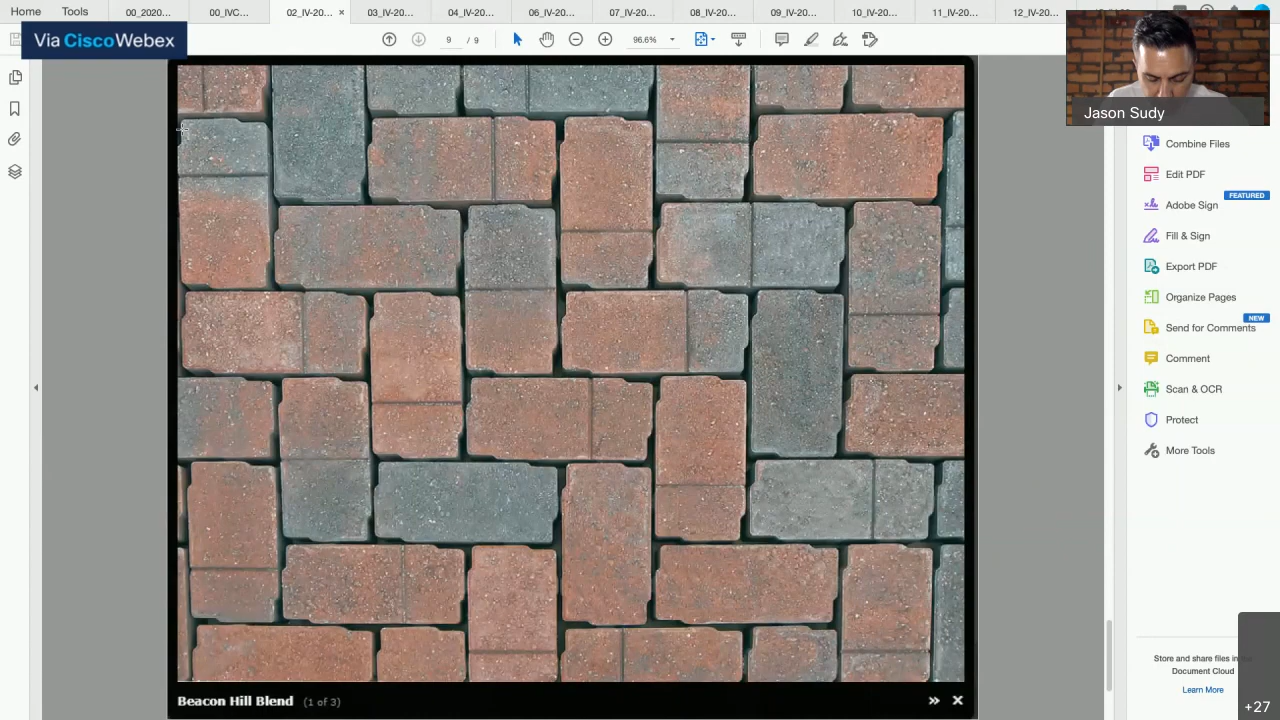 Home Tools 00_2020... 00_IVC... 02_IV-20... × 03_IV-20... 04_IV-20... 06_IV-20... 07_IV-20... 08_IV-20... 09_IV-20... 10_IV-20... 11_IV-20... 12_IV-20...
Via CiscoWebex
9 / 9 96.6%
Jason Sudy
Combine Files
Edit PDF
FEATURED
Adobe Sign
Fill & Sign
Export PDF
Organize Pages
NEW
Send for Comments
Comment
Scan & OCR
Protect
More Tools
Store and share files in
Document Cloud
Learn More
Beacon Hill Blend (1 of 3) » ×
+27